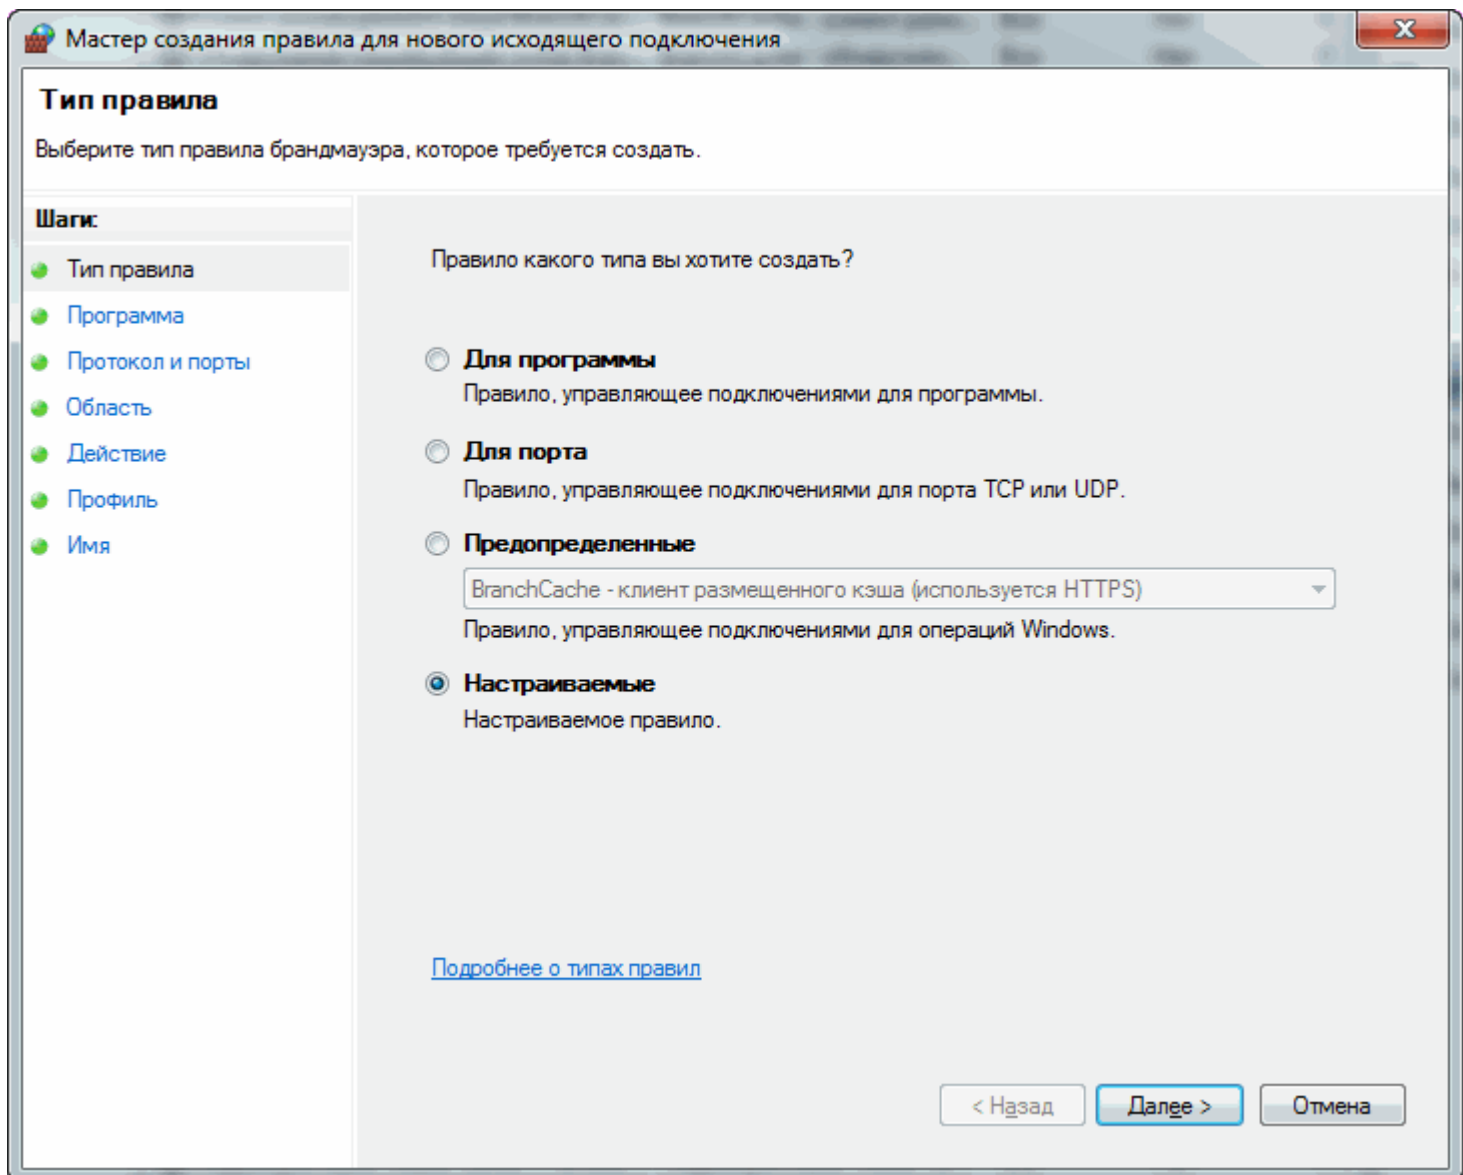 Мастер создания правила для нового исходящего подключения
Тип правила
Выберите тип правила брандмауэра, которое требуется создать.
Шаги:
Тип правила
Программа
Протокол и порты
Область
Действие
Профиль
Имя
Правило какого типа вы хотите создать?
Для программы
Правило, управляющее подключениями для программы.
Для порта
Правило, управляющее подключениями для порта TCP или UDP.
Предопределенные
BranchCache - клиент размещенного кэша (используется HTTPS)
Правило, управляющее подключениями для операций Windows.
Настраиваемые
Настраиваемое правило.
Подробнее о типах правил
< Назад
Далее >
Отмена